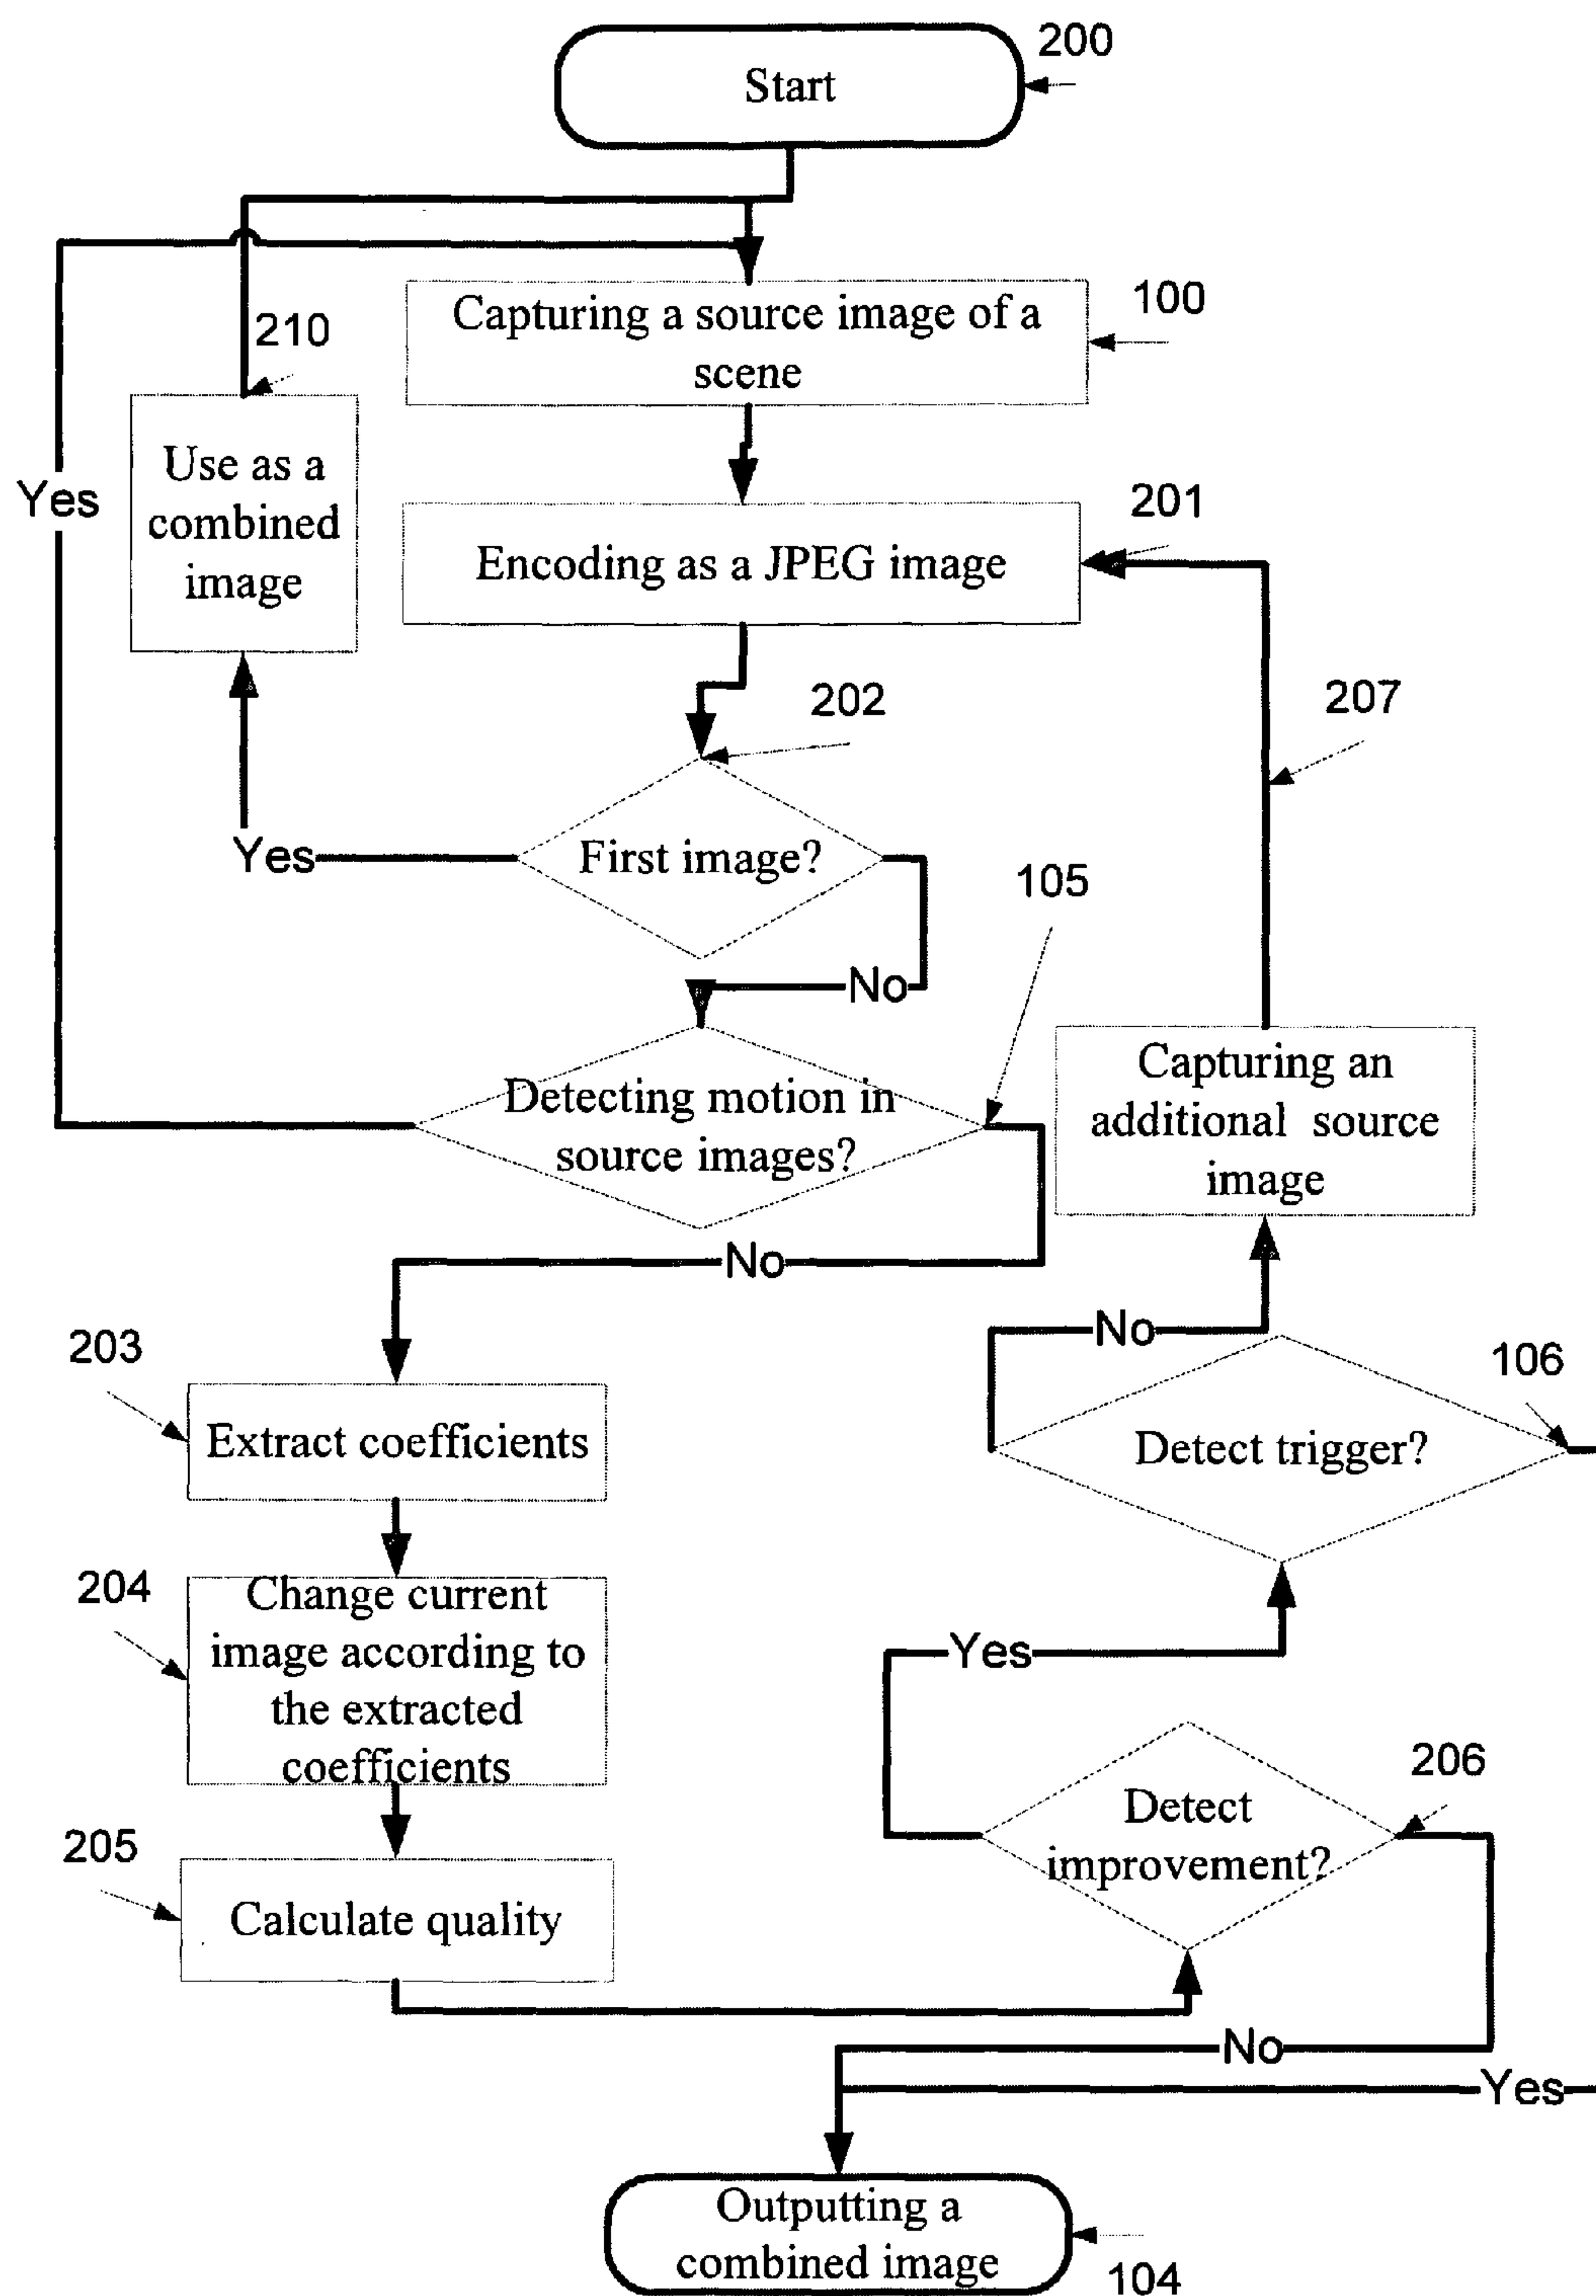 200
Start
100
Capturing a source image of a
scene
210
Use as a
combined
image
Yes
201
Encoding as a JPEG image
202
207
First image?
Yes
105
No
Detecting motion in
source images?
Capturing an
additional source
image
No
No
203
106
Extract coefficients
Detect trigger?
204
Change current
image according to
the extracted
coefficients
Yes
206
Detect
improvement?
205
Calculate quality
No
Yes
Outputting a
combined image
104